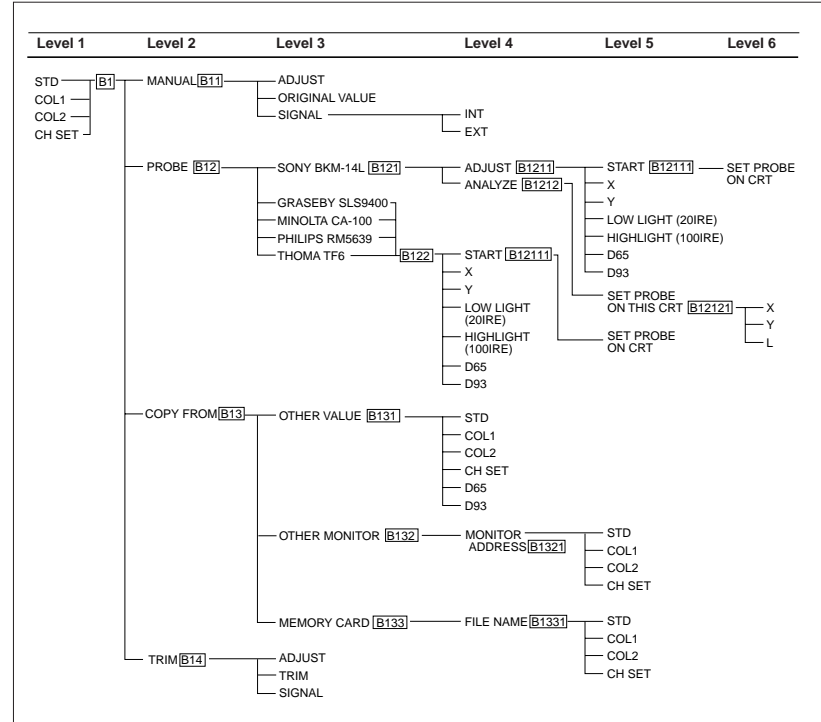 Level 1 Level 2 Level 3 Level 4 Level 5 Level 6
STD B1 MANUAL B11 ADJUST
COL1 ORIGINAL VALUE
COL2 SIGNAL INT
CH SET EXT
PROBE B12 SONY BKM-14L B121 ADJUST B1211 START B12111 SET PROBE
ON CRT
ANALYZE B1212 X
Y
GRASEBY SLS9400 LOW LIGHT (20IRE)
MINOLTA CA-100 HIGHLIGHT (100IRE)
PHILIPS RM5639 D65
THOMA TF6 B122 START B12111 D93
X
Y
LOW LIGHT
(20IRE)
HIGHLIGHT
(100IRE)
D65
D93
SET PROBE
ON THIS CRT B12121 X
Y
L
SET PROBE
ON CRT
COPY FROM B13 OTHER VALUE B131 STD
COL1
COL2
CH SET
D65
D93
OTHER MONITOR B132 MONITOR
ADDRESS B1321 STD
COL1
COL2
CH SET
MEMORY CARD B133 FILE NAME B1331 STD
COL1
COL2
CH SET
TRIM B14 ADJUST
TRIM
SIGNAL